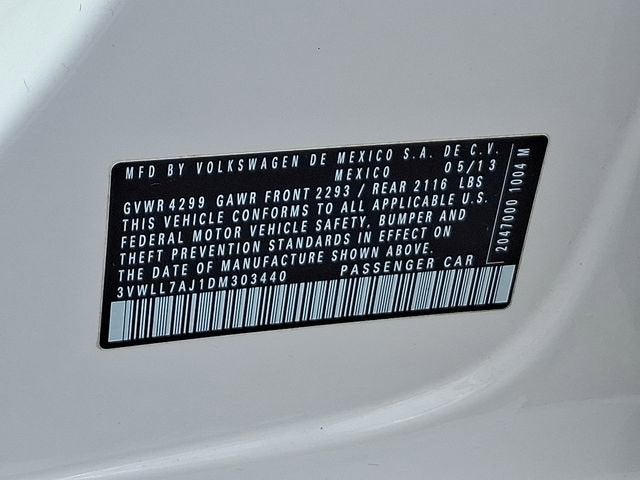 MFD BY VOLKSWAGEN DE MEXICO S.A. DE C.V.
MEXICO 05/13
GVWR 4299 GAWR FRONT 2293 / REAR 2116 LBS
THIS VEHICLE CONFORMS TO ALL APPLICABLE U.S.
FEDERAL MOTOR VEHICLE SAFETY, BUMPER AND
THEFT PREVENTION STANDARDS IN EFFECT ON
THE DATE OF MANUFACTURE SHOWN ABOVE.
3VWLL7AJ1DM303440 PASSENGER CAR
2047000 1004 M